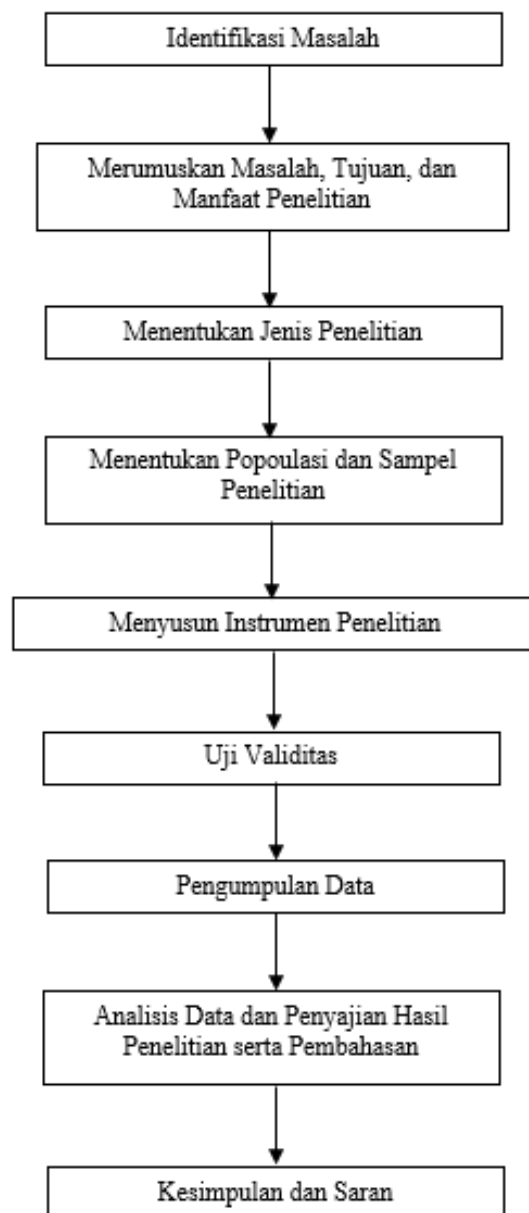 Identifikasi Masalah
Merumuskan Masalah, Tujuan, dan
Manfaat Penelitian
Menentukan Jenis Penelitian
Menentukan Popoulasi dan Sampel
Penelitian
Menyusun Instrumen Penelitian
Uji Validitas
Pengumpulan Data
Analisis Data dan Penyajian Hasil
Penelitian serta Pembahasan
Kesimpulan dan Saran